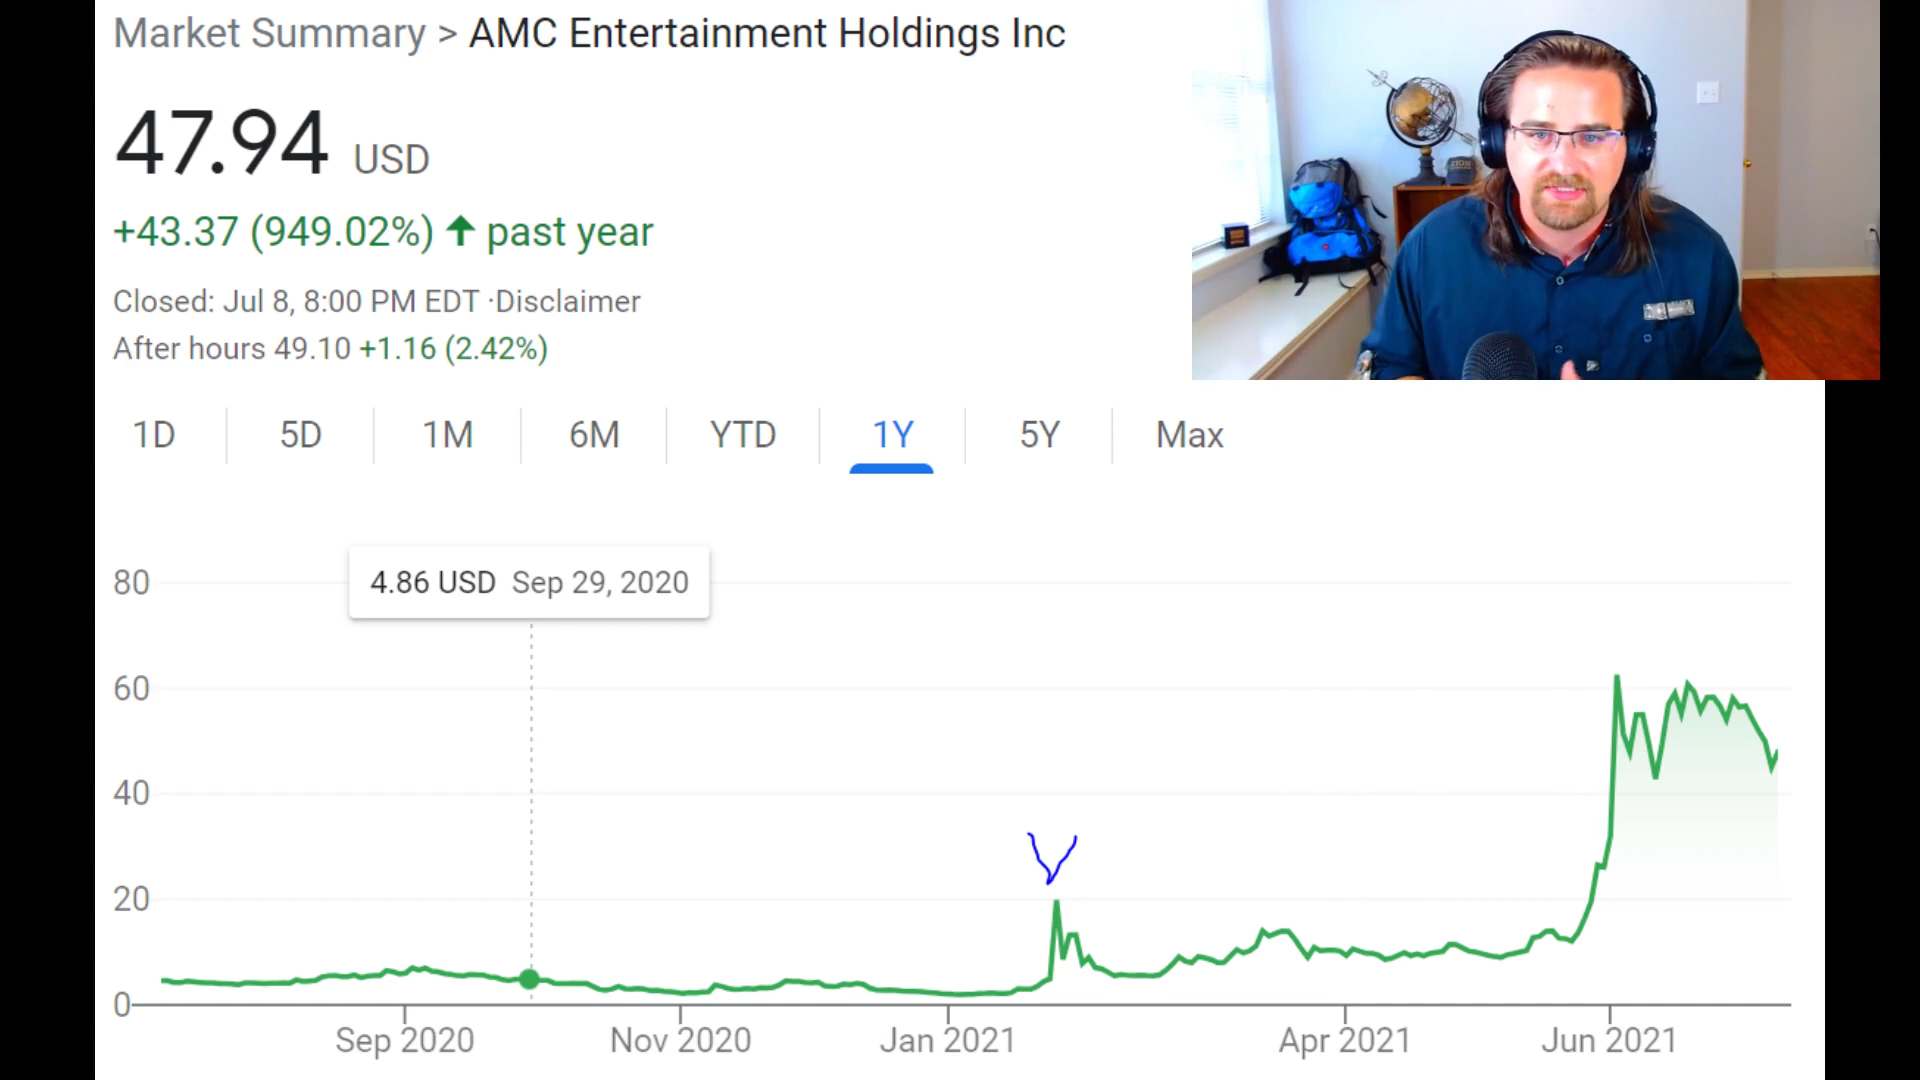 Market Summary > AMC Entertainment Holdings Inc
47.94 USD
+43.37 (949.02%) ↑ past year
Closed: Jul 8, 8:00 PM EDT ·Disclaimer
After hours 49.10 +1.16 (2.42%)
1D 5D 1M 6M YTD 1Y 5Y Max
4.86 USD Sep 29, 2020
80
60
40
20
0
Sep 2020 Nov 2020 Jan 2021 Apr 2021 Jun 2021
ZION